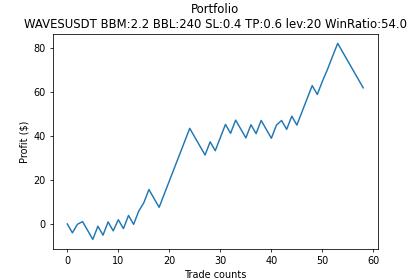 Portfolio
WAVESUSDT BBM:2.2 BBL:240 SL:0.4 TP:0.6 lev:20 WinRatio:54.0
Profit ($)
80
60
40
20
0
0 10 20 30 40 50 60
Trade counts